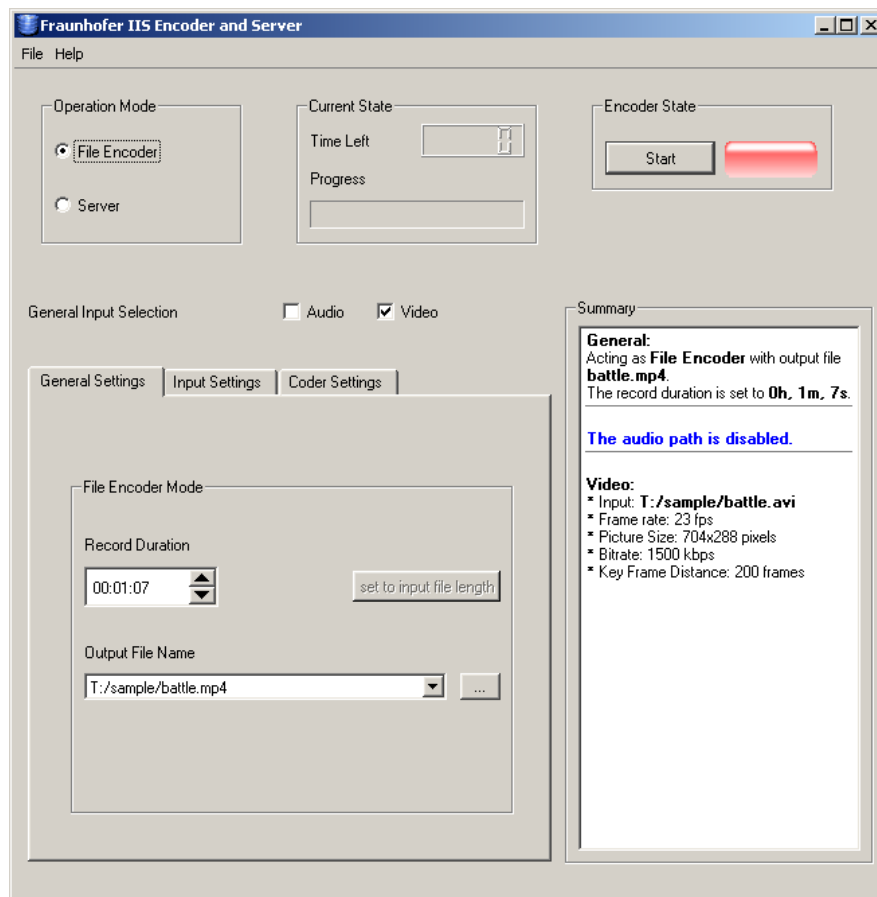 Fraunhofer IIS Encoder and Server
File Help
Operation Mode
File Encoder
Server
Current State
Time Left 0
Progress
Encoder State
Start
General Input Selection Audio Video
General Settings Input Settings Coder Settings
File Encoder Mode
Record Duration
00:01:07 set to input file length
Output File Name
T:/sample/battle.mp4 ...
Summary
General:
Acting as File Encoder with output file
battle.mp4.
The record duration is set to 0h, 1m, 7s.
The audio path is disabled.
Video:
* Input: T:/sample/battle.avi
* Frame rate: 23 fps
* Picture Size: 704x288 pixels
* Bitrate: 1500 kbps
* Key Frame Distance: 200 frames